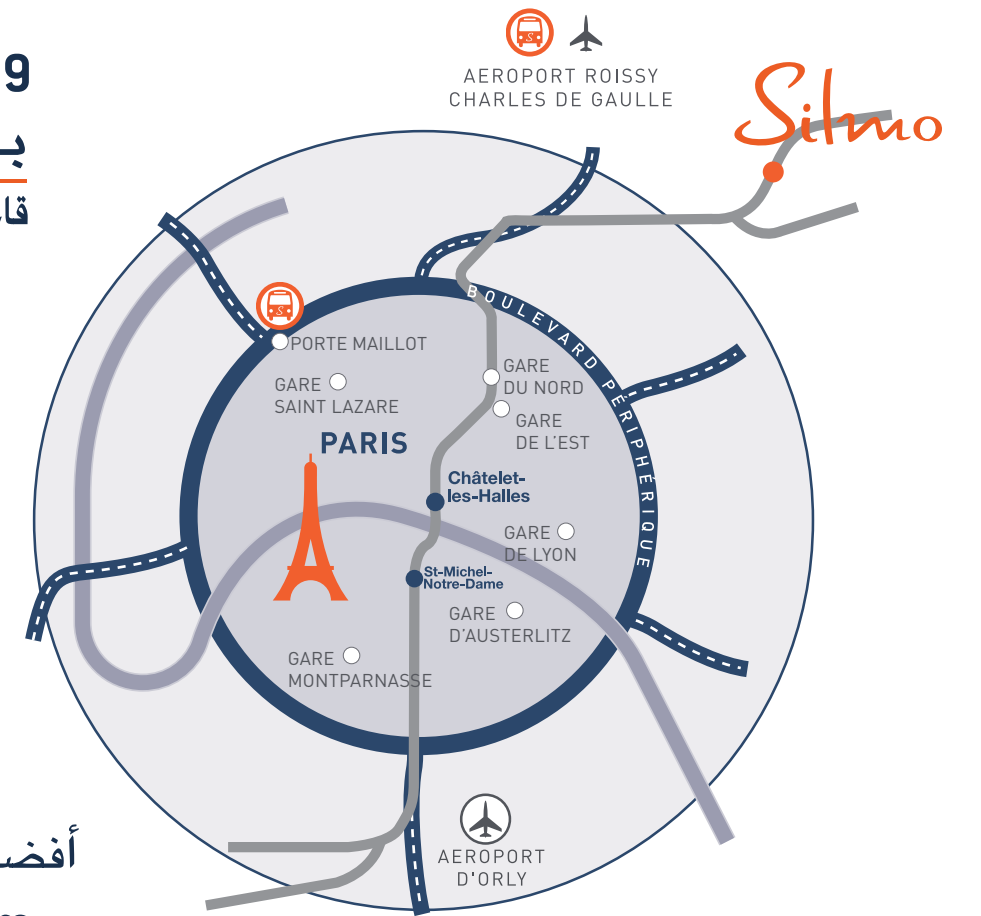 AEROPORT ROISSY
CHARLES DE GAULLE
Silmo
9
BOULEVARD PÉRIPHÉRIQUE
PORTE MAILLOT
GARE
SAINT LAZARE
GARE
DU NORD
GARE
DE L'EST
PARIS
Châtelet-
les-Halles
GARE
DE LYON
St-Michel-
Notre-Dame
GARE
D'AUSTERLITZ
GARE
MONTPARNASSE
AEROPORT
D'ORLY